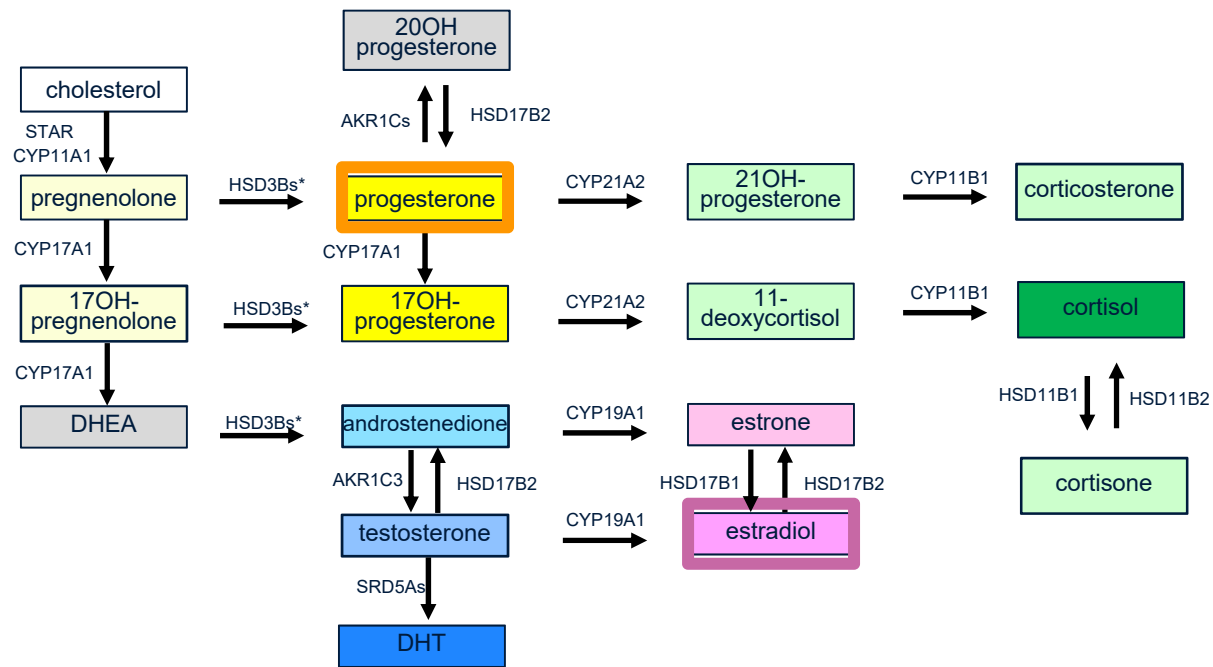 20OH
progesterone
cholesterol
AKR1Cs
HSD17B2
STAR
CYP11A1
pregnenolone
HSD3Bs*
progesterone
CYP21A2
21OH-
progesterone
CYP11B1
corticosterone
CYP17A1
CYP17A1
17OH-
pregnenolone
HSD3Bs*
17OH-
progesterone
CYP21A2
11-
deoxycortisol
CYP11B1
cortisol
CYP17A1
HSD11B1
HSD11B2
DHEA
HSD3Bs*
androstenedione
CYP19A1
estrone
cortisone
AKR1C3
HSD17B2
HSD17B1
HSD17B2
testosterone
CYP19A1
estradiol
SRD5As
DHT